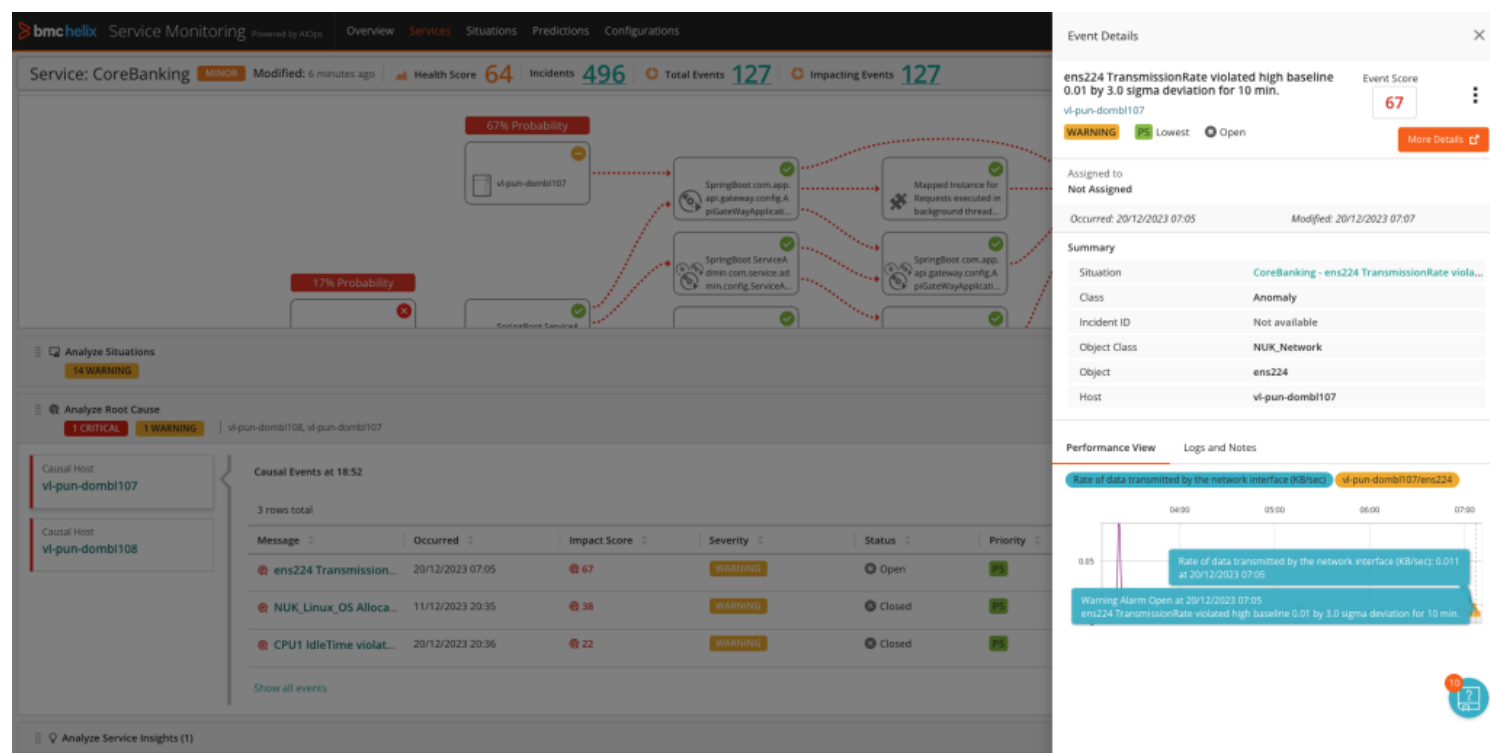 bmc helix Service Monitoring Powered by AIOps Overview Services Situations Predictions Configurations
Service: CoreBanking MINOR Modified: 6 minutes ago Health Score 64 Incidents 496 Total Events 127 Impacting Events 127
67% Probability
vl-pun-dombl107
SpringBoot com.app.
api.gateway.config.A
piGateWayApplicati...
Mapped Instance for
Requests executed in
background thread...
SpringBoot ServiceA
dmin com.service.ad
min.config.ServiceA...
SpringBoot com.app.
api.gateway.config.A
piGateWayApplicati...
17% Probability
SpringBoot ServiceA
Analyze Situations
14 WARNING
Analyze Root Cause
1 CRITICAL 1 WARNING vl-pun-dombl108, vl-pun-dombl107
Causal Host
vl-pun-dombl107
Causal Host
vl-pun-dombl108
Causal Events at 18:52
3 rows total
Message Occurred Impact Score Severity Status Priority
ens224 Transmission... 20/12/2023 07:05 67 WARNING Open P5
NUK_Linux_OS Alloca... 11/12/2023 20:35 38 WARNING Closed P5
CPU1 IdleTime violat... 20/12/2023 20:36 22 WARNING Closed P5
Show all events
Analyze Service Insights (1)
Event Details
ens224 TransmissionRate violated high baseline
0.01 by 3.0 sigma deviation for 10 min.
Event Score
67
vl-pun-dombl107
WARNING P5 Lowest Open
More Details
Assigned to
Not Assigned
Occurred: 20/12/2023 07:05 Modified: 20/12/2023 07:07
Summary
Situation CoreBanking - ens224 TransmissionRate viola...
Class Anomaly
Incident ID Not available
Object Class NUK_Network
Object ens224
Host vl-pun-dombl107
Performance View Logs and Notes
Rate of data transmitted by the network interface (KB/sec) vl-pun-dombl107/ens224
04:00 05:00 06:00 07:00
0.05
Rate of data transmitted by the network interface (KB/sec): 0.011
at 20/12/2023 07:05
Warning Alarm Open at 20/12/2023 07:05
ens224 TransmissionRate violated high baseline 0.01 by 3.0 sigma deviation for 10 min.
10